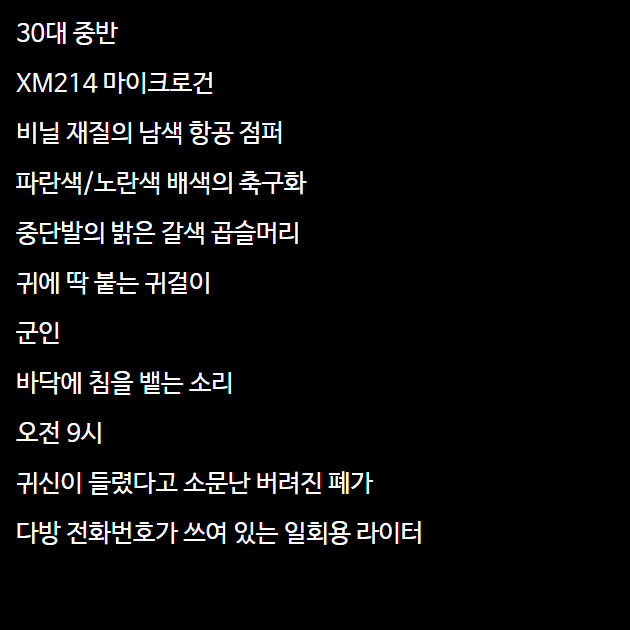 30대 중반
XM214 마이크로건
비닐 재질의 남색 항공 점퍼
파란색/노란색 배색의 축구화
중단발의 밝은 갈색 곱슬머리
귀에 딱 붙는 귀걸이
군인
바닥에 침을 뱉는 소리
오전 9시
귀신이 들렸다고 소문난 버려진 폐가
다방 전화번호가 쓰여 있는 일회용 라이터